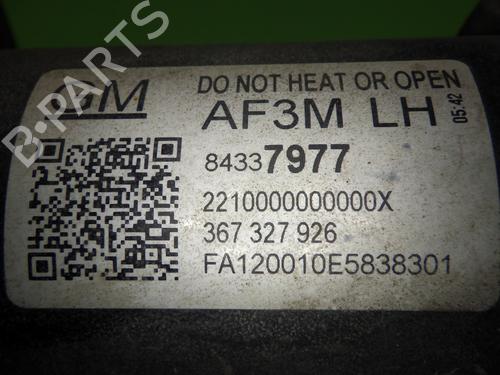 B-PARTS
GM
DO NOT HEAT OR OPEN
AF3M LH
05:42
84337977
2210000000000X
367 327 926
FA120010E5838301